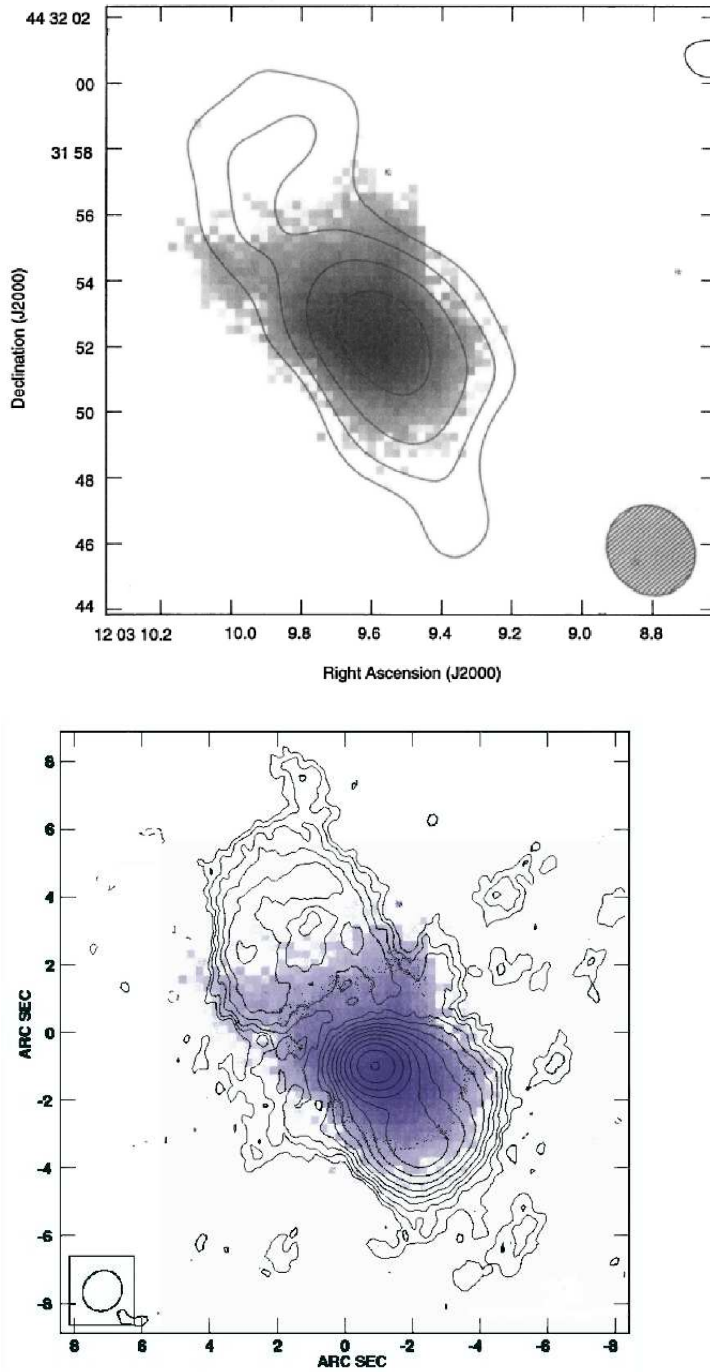 44 32 02
00
31 58
56
54
52
50
48
46
44
Declination (J2000)
12 03 10.2 10.0 9.8 9.6 9.4 9.2 9.0 8.8
Right Ascension (J2000)
8
6
4
2
0
-2
-4
-6
-8
ARC SEC
8 6 4 2 0 -2 -4 -6 -8
ARC SEC